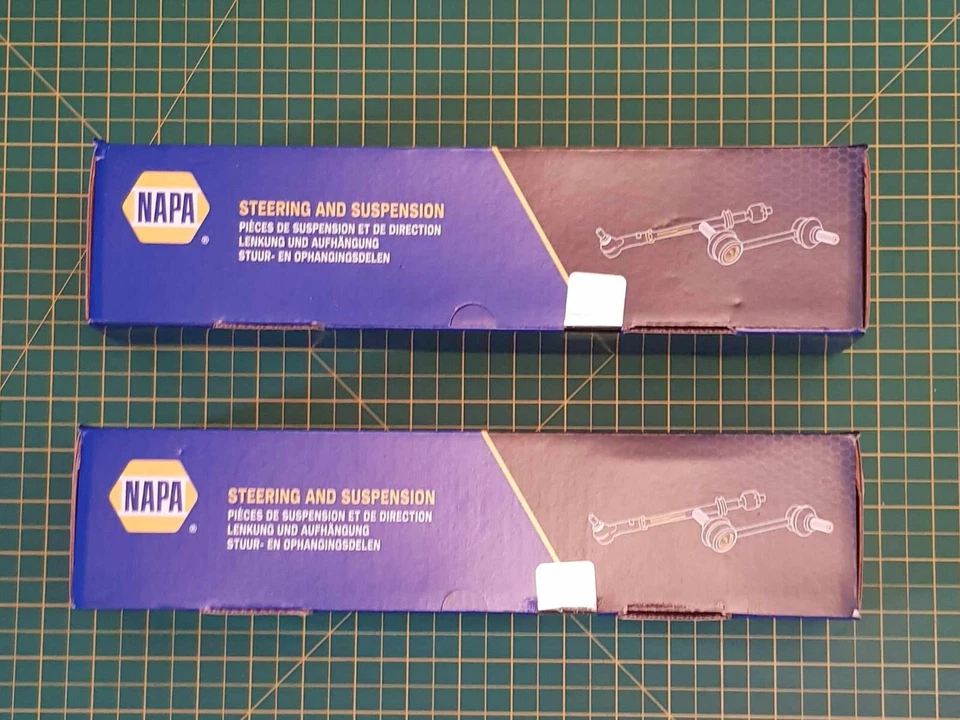 NAPA
®
STEERING AND SUSPENSION
PIÈCES DE SUSPENSION ET DE DIRECTION
LENKUNG UND AUFHÄNGUNG
STUUR- EN OPHANGINGSDELEN
NAPA
®
STEERING AND SUSPENSION
PIÈCES DE SUSPENSION ET DE DIRECTION
LENKUNG UND AUFHÄNGUNG
STUUR- EN OPHANGINGSDELEN